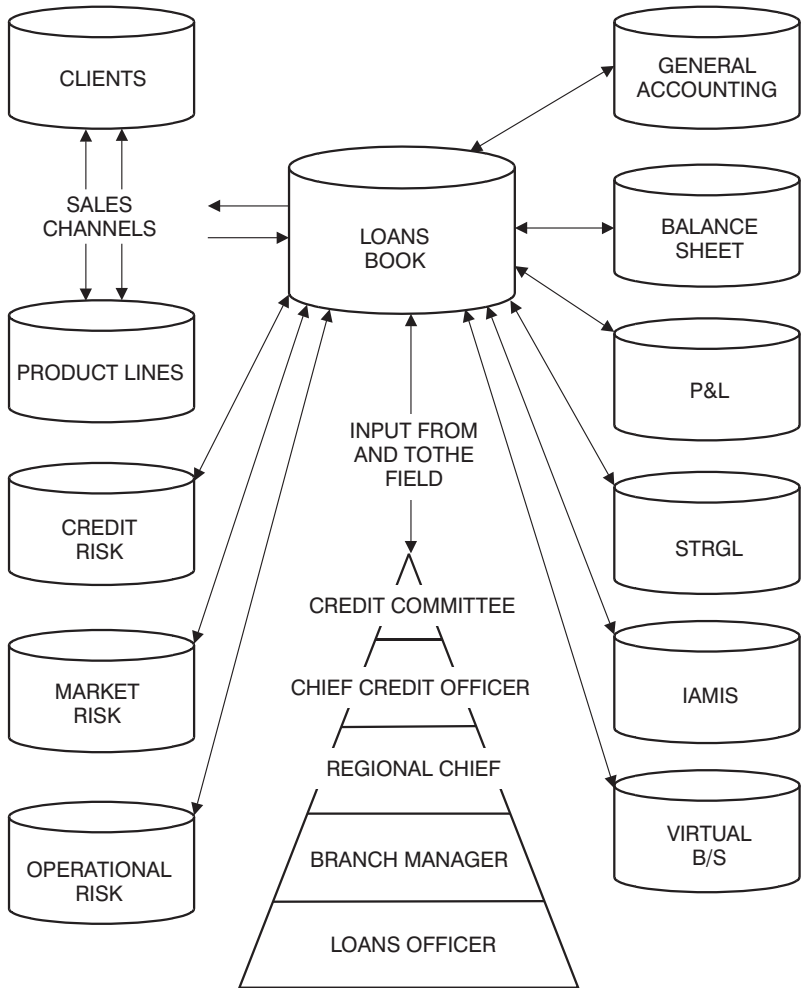 CLIENTS
SALES
CHANNELS
PRODUCT LINES
CREDIT
RISK
MARKET
RISK
OPERATIONAL
RISK
LOANS
BOOK
INPUT FROM
AND TOTHE
FIELD
CREDIT COMMITTEE
CHIEF CREDIT OFFICER
REGIONAL CHIEF
BRANCH MANAGER
LOANS OFFICER
GENERAL
ACCOUNTING
BALANCE
SHEET
P&L
STRGL
IAMIS
VIRTUAL
B/S